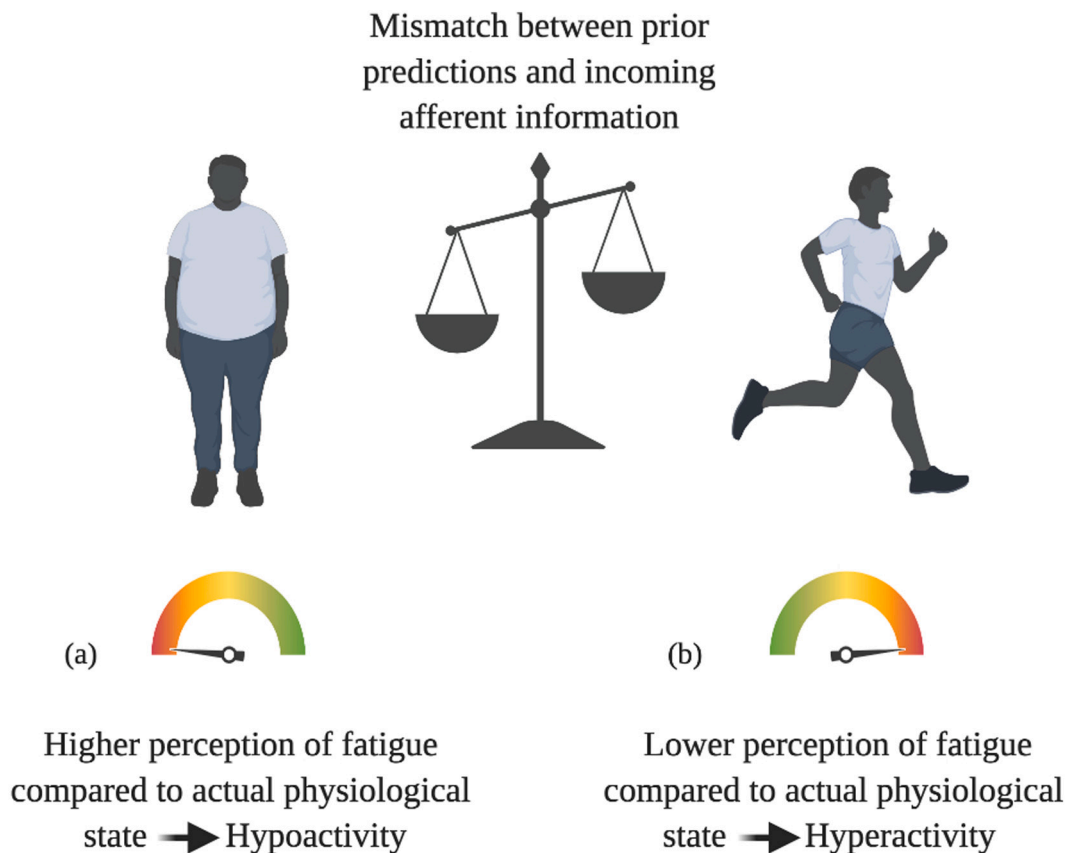 Mismatch between prior
predictions and incoming
afferent information
(a)
(b)
Higher perception of fatigue
compared to actual physiological
state Hypoactivity
Lower perception of fatigue
compared to actual physiological
state Hyperactivity